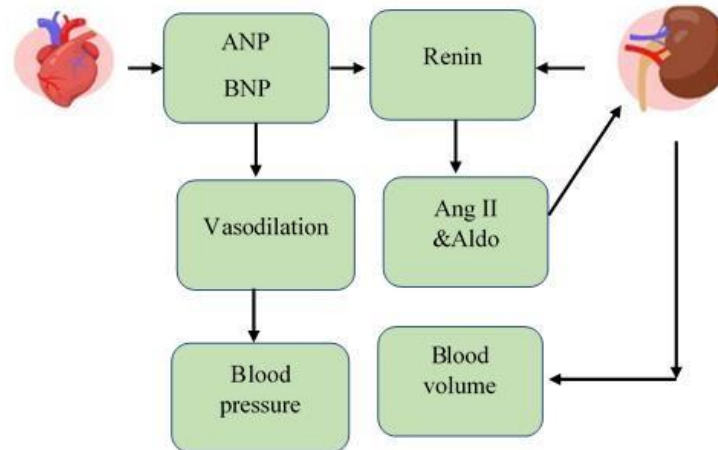 ANP
BNP
Renin
Vasodilation
Ang II
&Aldo
Blood
pressure
Blood
volume